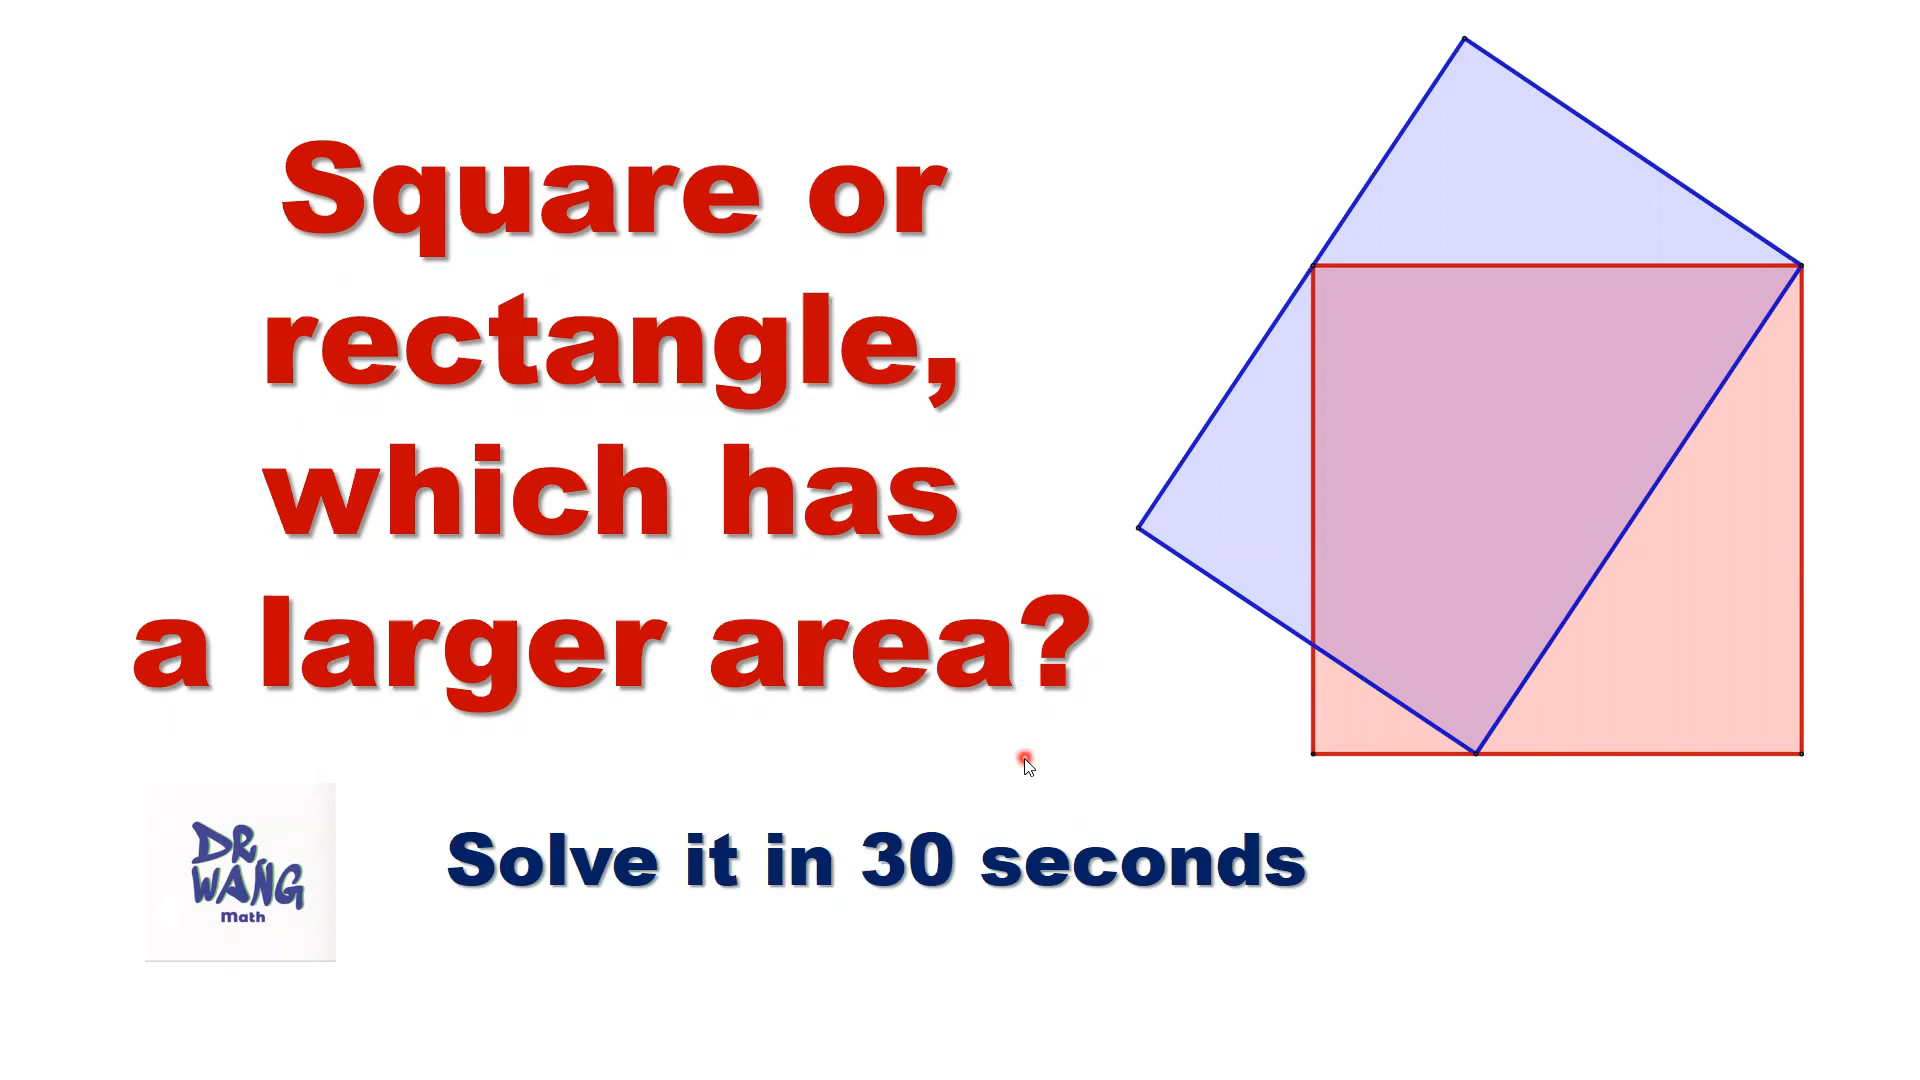 Square or
rectangle,
which has
a larger area?
Solve it in 30 seconds
DR
WANG
Math